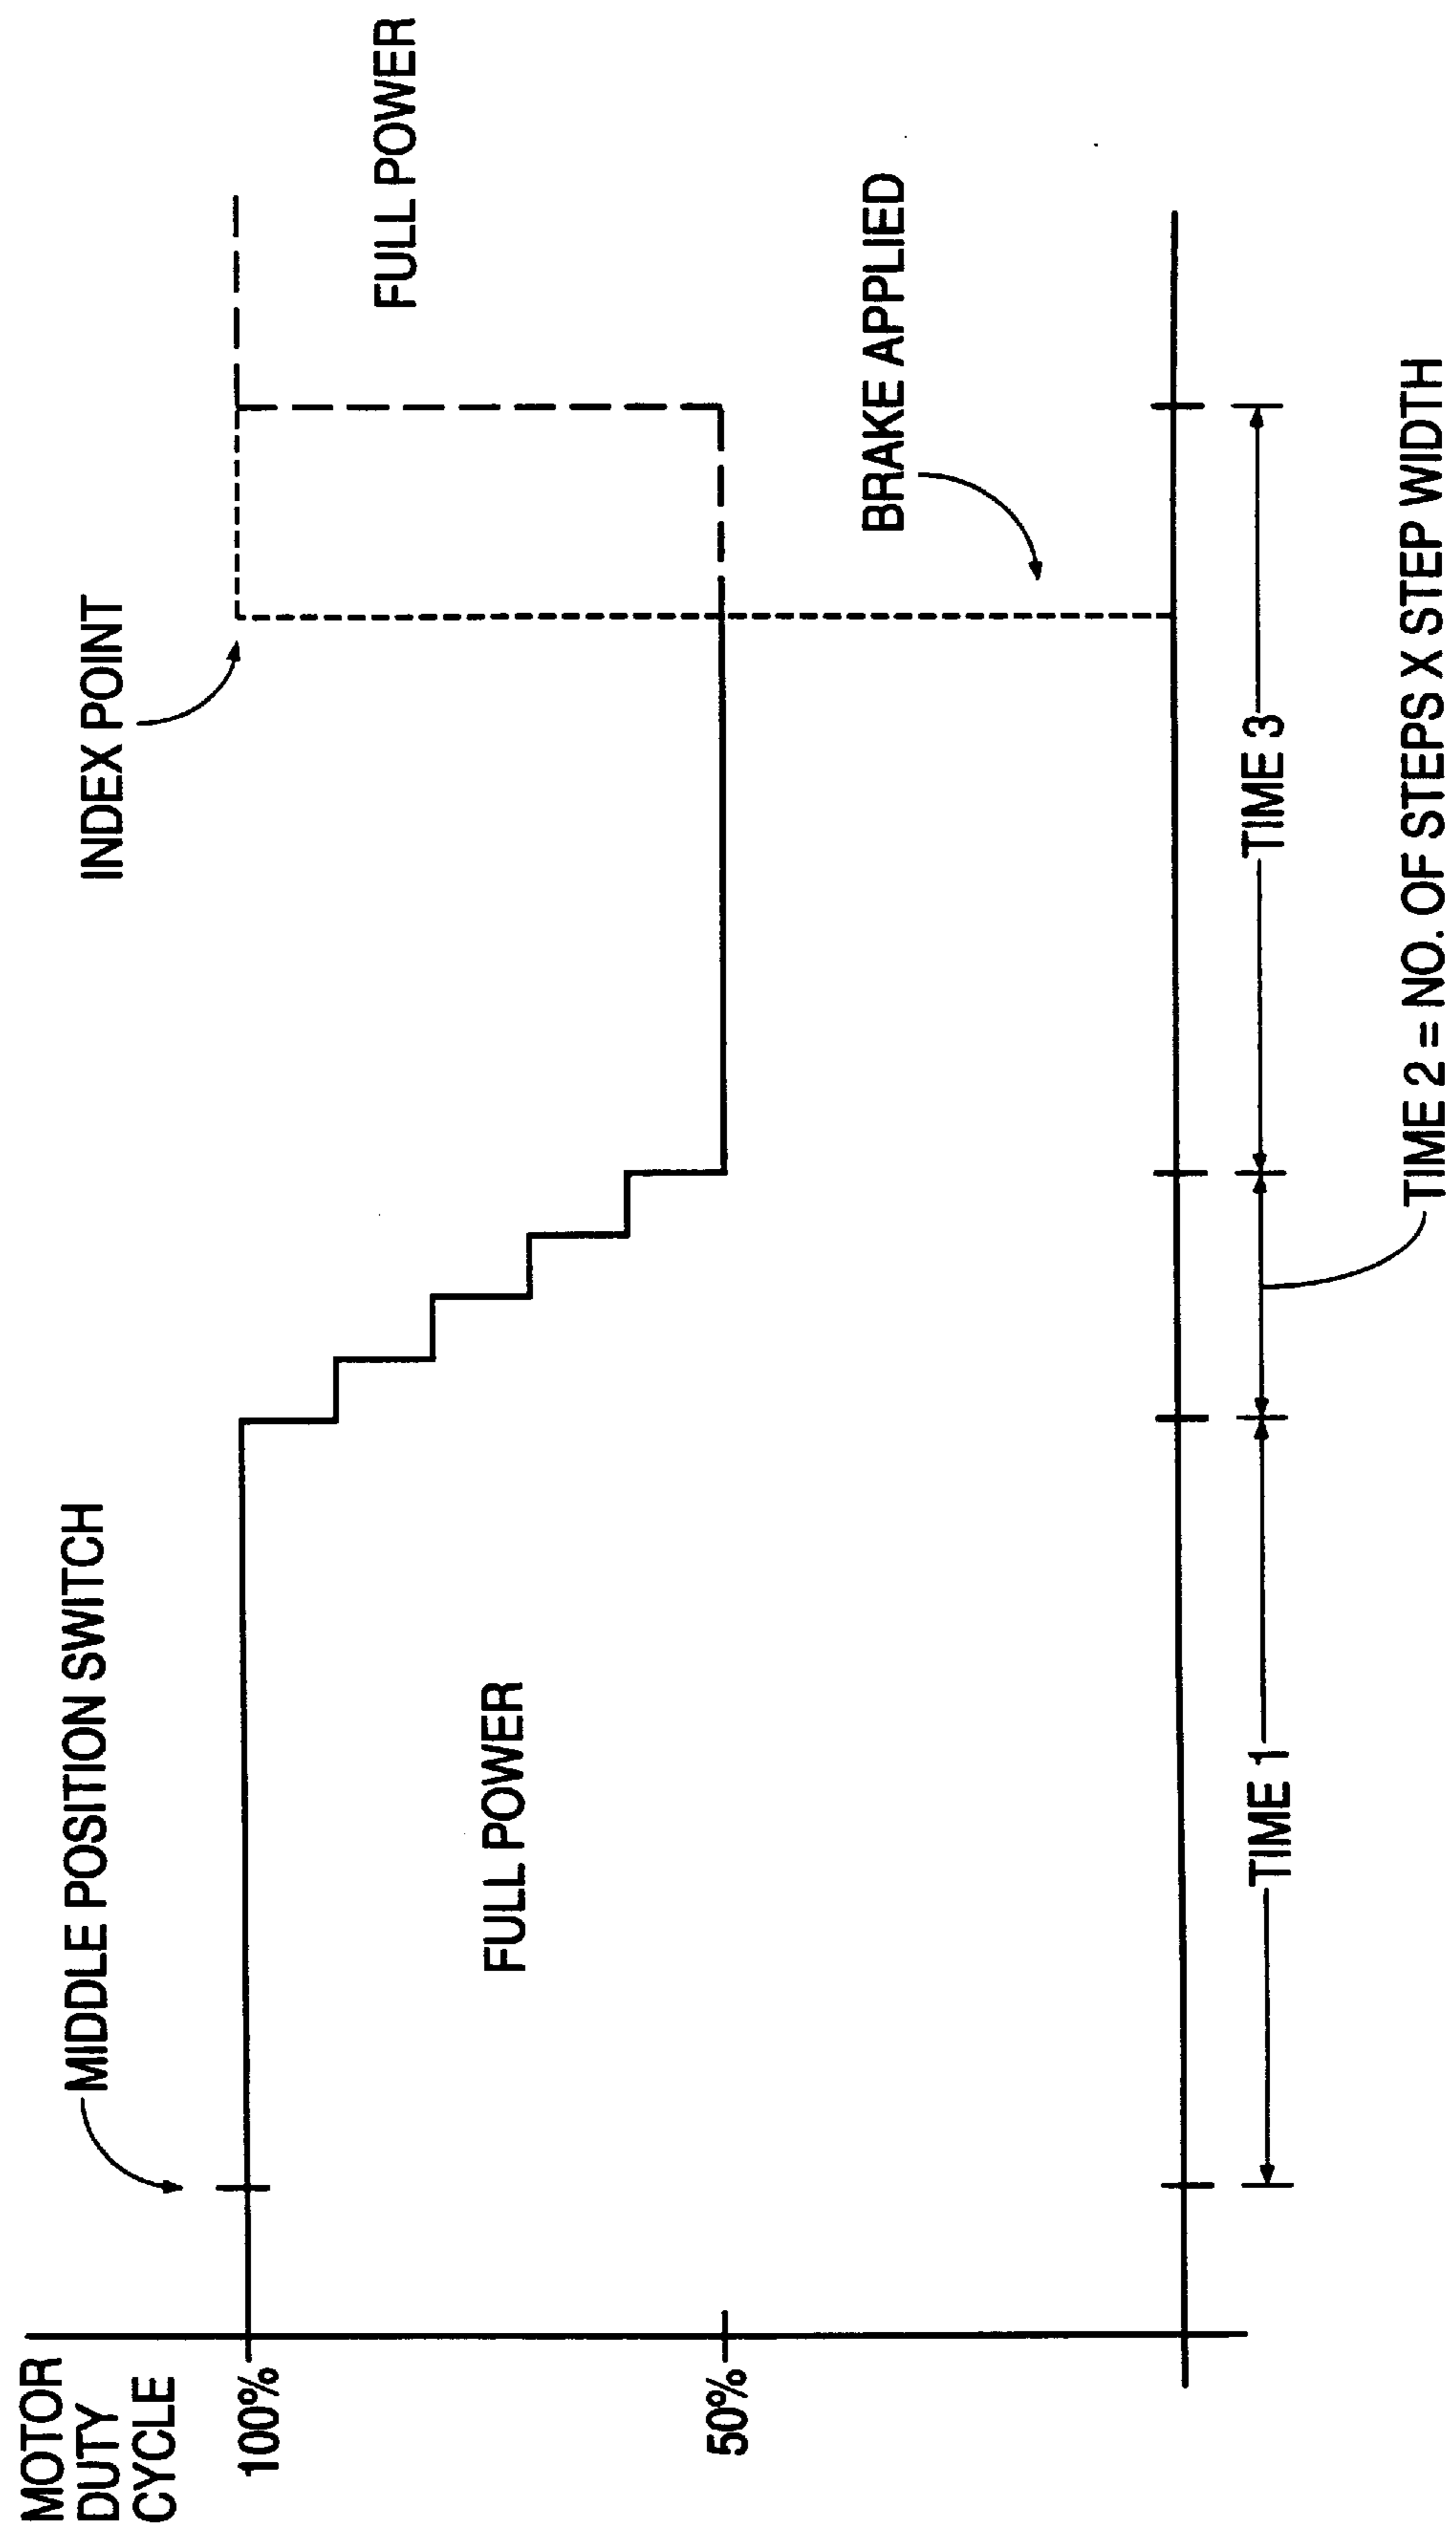 MOTOR
DUTY
CYCLE
100%
50%
MIDDLE POSITION SWITCH
INDEX POINT
FULL POWER
FULL POWER
BRAKE APPLIED
TIME 1
TIME 3
TIME 2 = NO. OF STEPS X STEP WIDTH